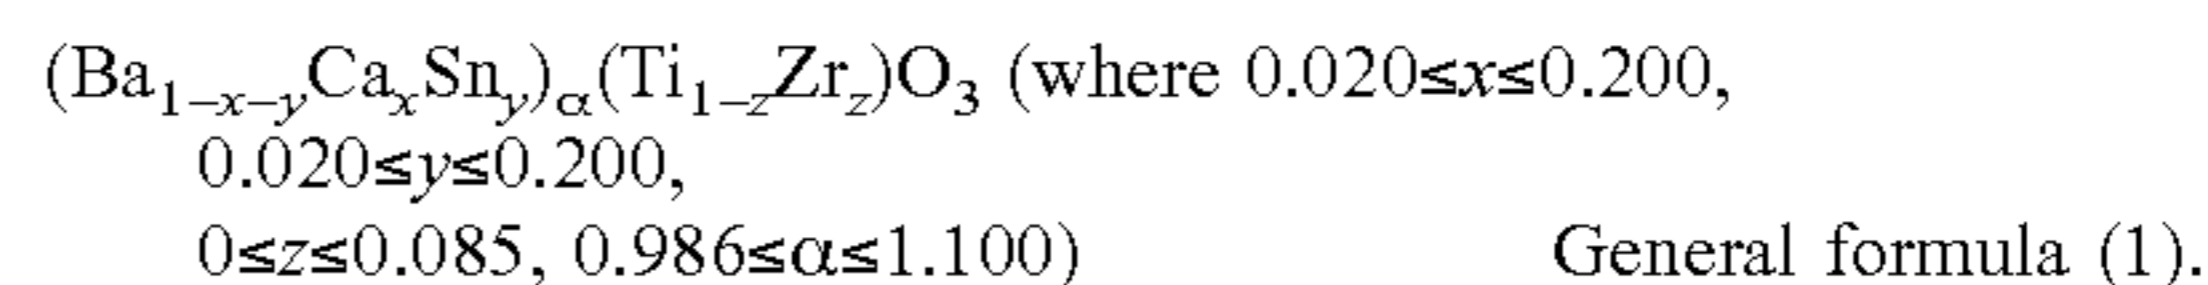 (Ba₁₋ₓ₋ᵧCaₓSnᵧ)α(Ti₁₋zZrz)O₃ (where 0.020≤x≤0.200,
0.020≤y≤0.200,
0≤z≤0.085, 0.986≤α≤1.100) General formula (1).